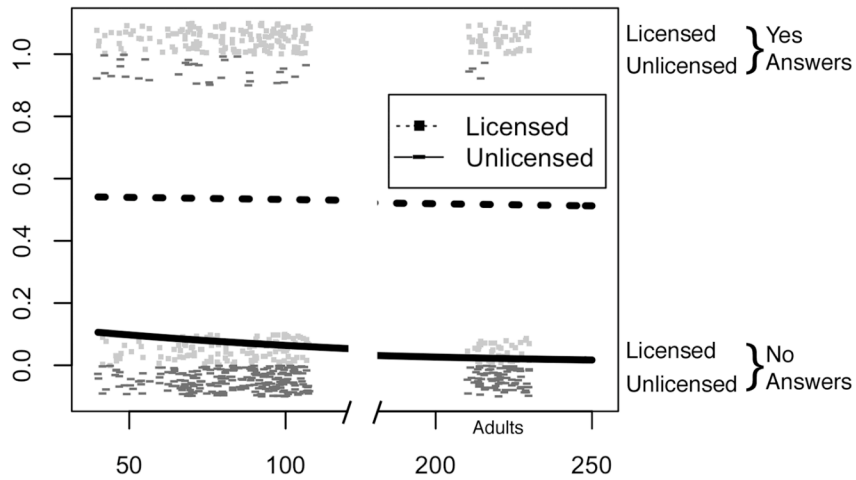 1.0
0.8
0.6
0.4
0.2
0.0
Licensed
Unlicensed
} Yes
Answers
Licensed
Unlicensed
Licensed
Unlicensed
} No
Answers
Adults
50 100 200 250